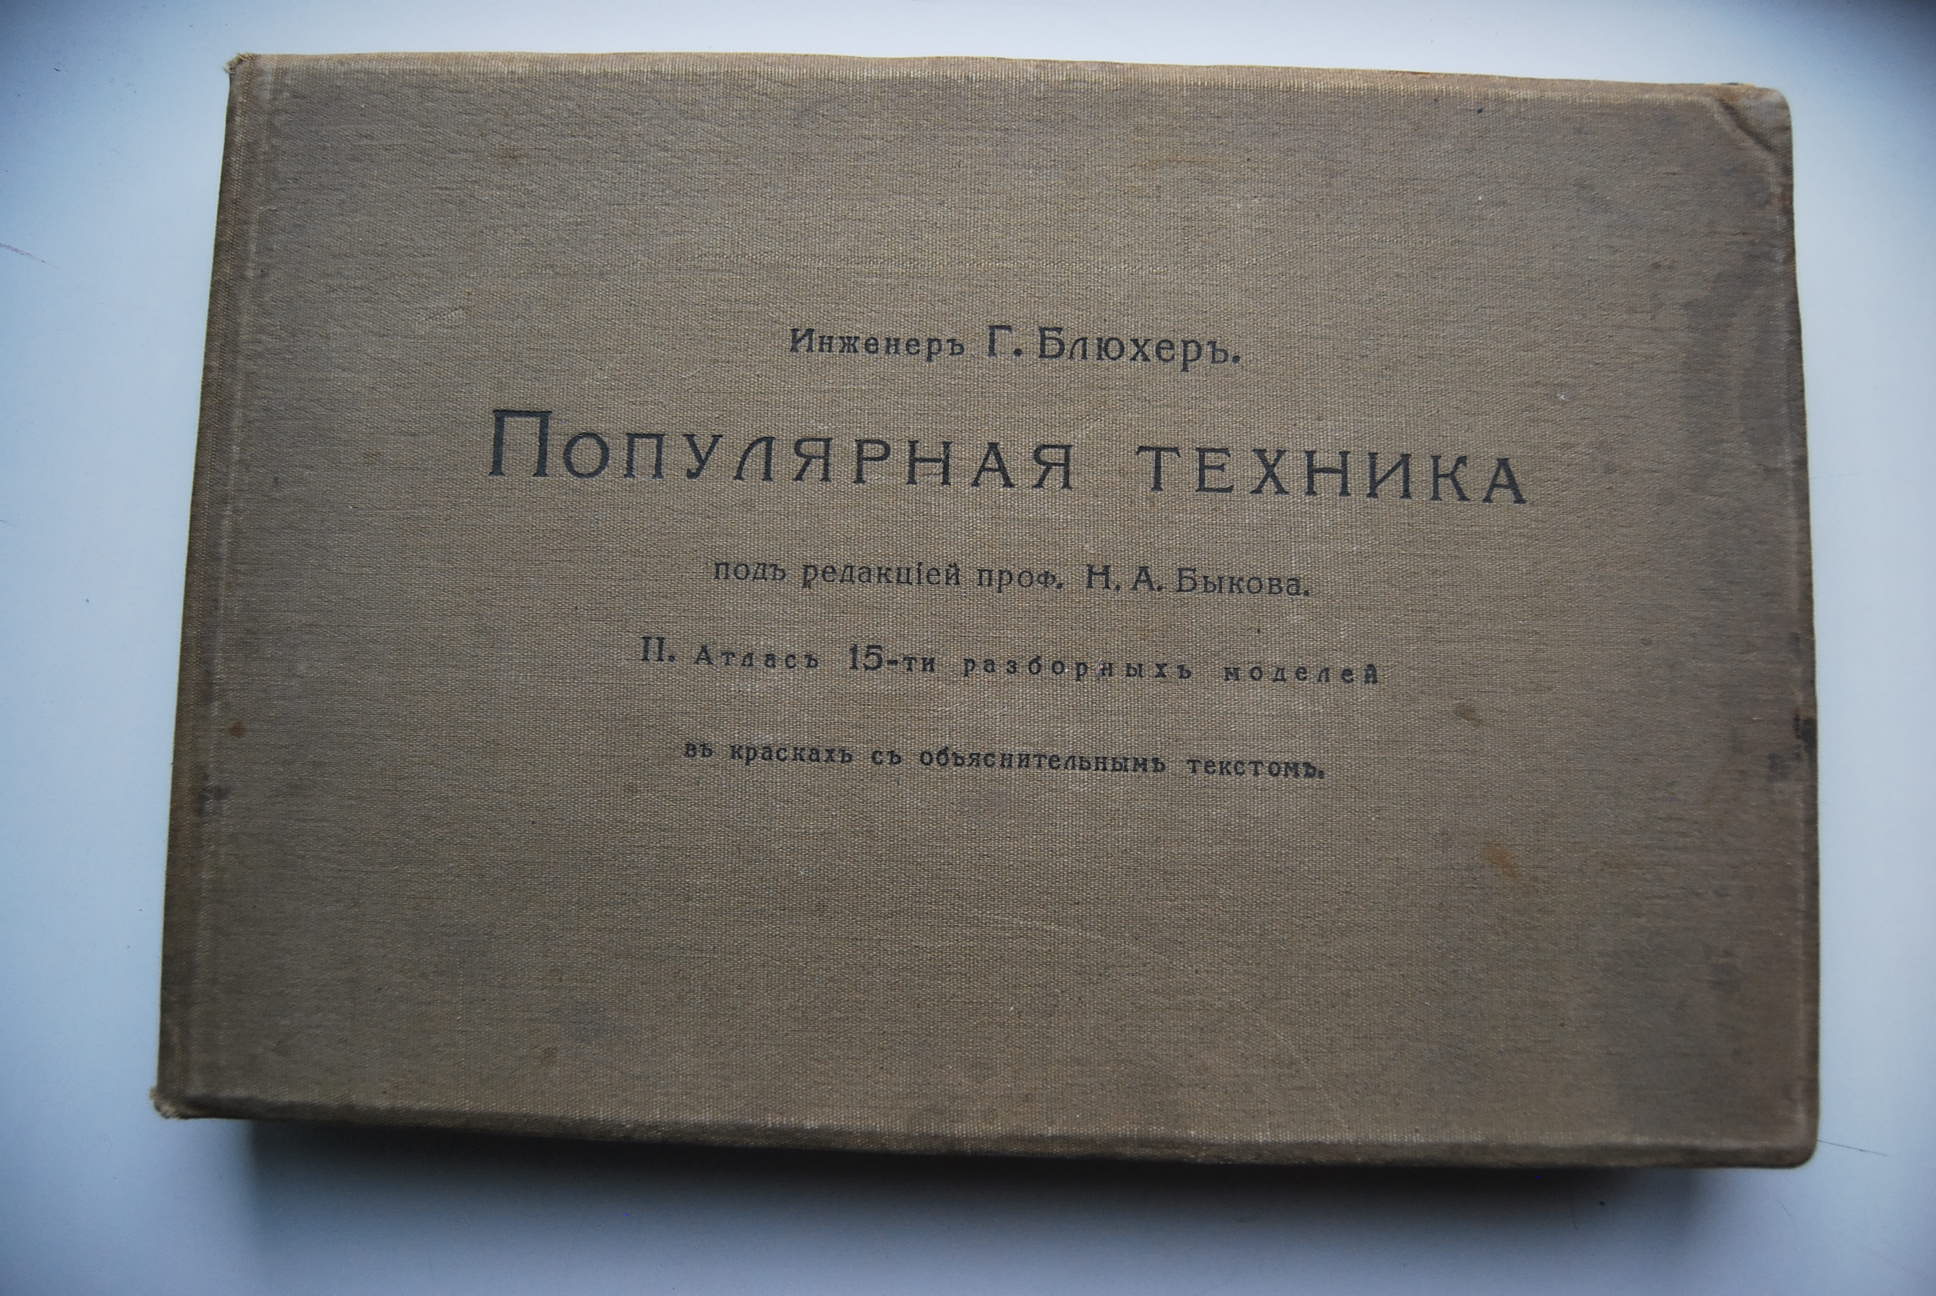 Инженеръ Г. Блюхеръ.
Популярная техника
подъ редакціей проф. Н. А. Быкова.
II. Атласъ 15-ти разборныхъ моделей
въ краскахъ съ объяснительнымъ текстомъ.